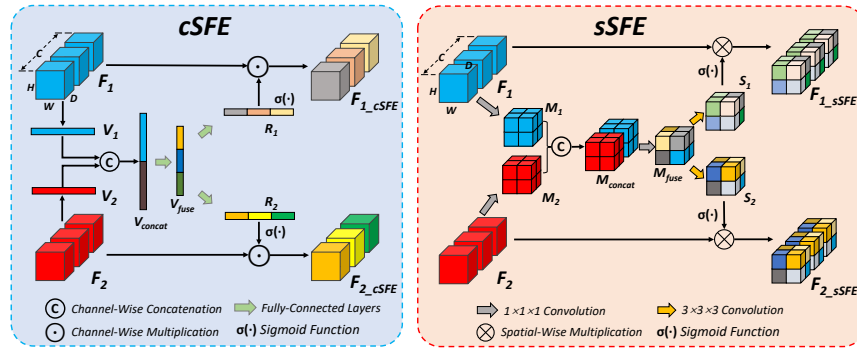 cSFE
C
H
W
D
F1
σ(·)
F1_cSFE
V1
R1
C
V2
Vconcat
Vfuse
R2
σ(·)
F2
F2_cSFE
C Channel-Wise Concatenation
Fully-Connected Layers
Channel-Wise Multiplication
σ(·) Sigmoid Function
sSFE
C
H
W
D
F1
σ(·)
S1
F1_sSFE
M1
C
M2
Mconcat
Mfuse
S2
σ(·)
F2
F2_sSFE
1×1×1 Convolution
3×3×3 Convolution
Spatial-Wise Multiplication
σ(·) Sigmoid Function